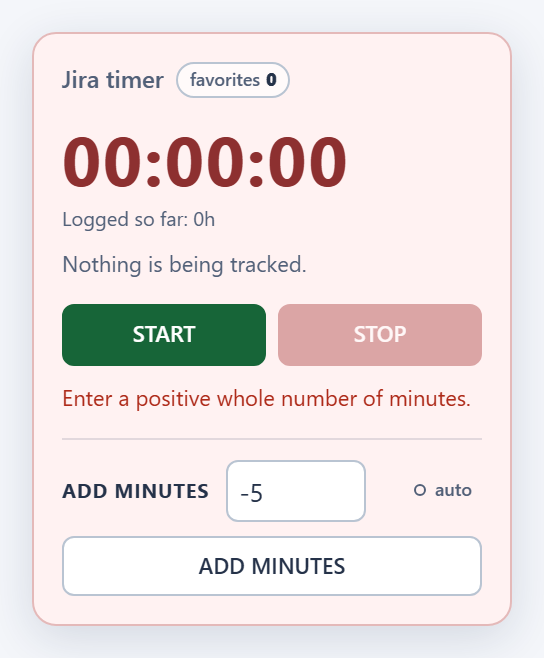 Jira timer favorites 0
00:00:00
Logged so far: 0h
Nothing is being tracked.
START STOP
Enter a positive whole number of minutes.
ADD MINUTES -5 auto
ADD MINUTES